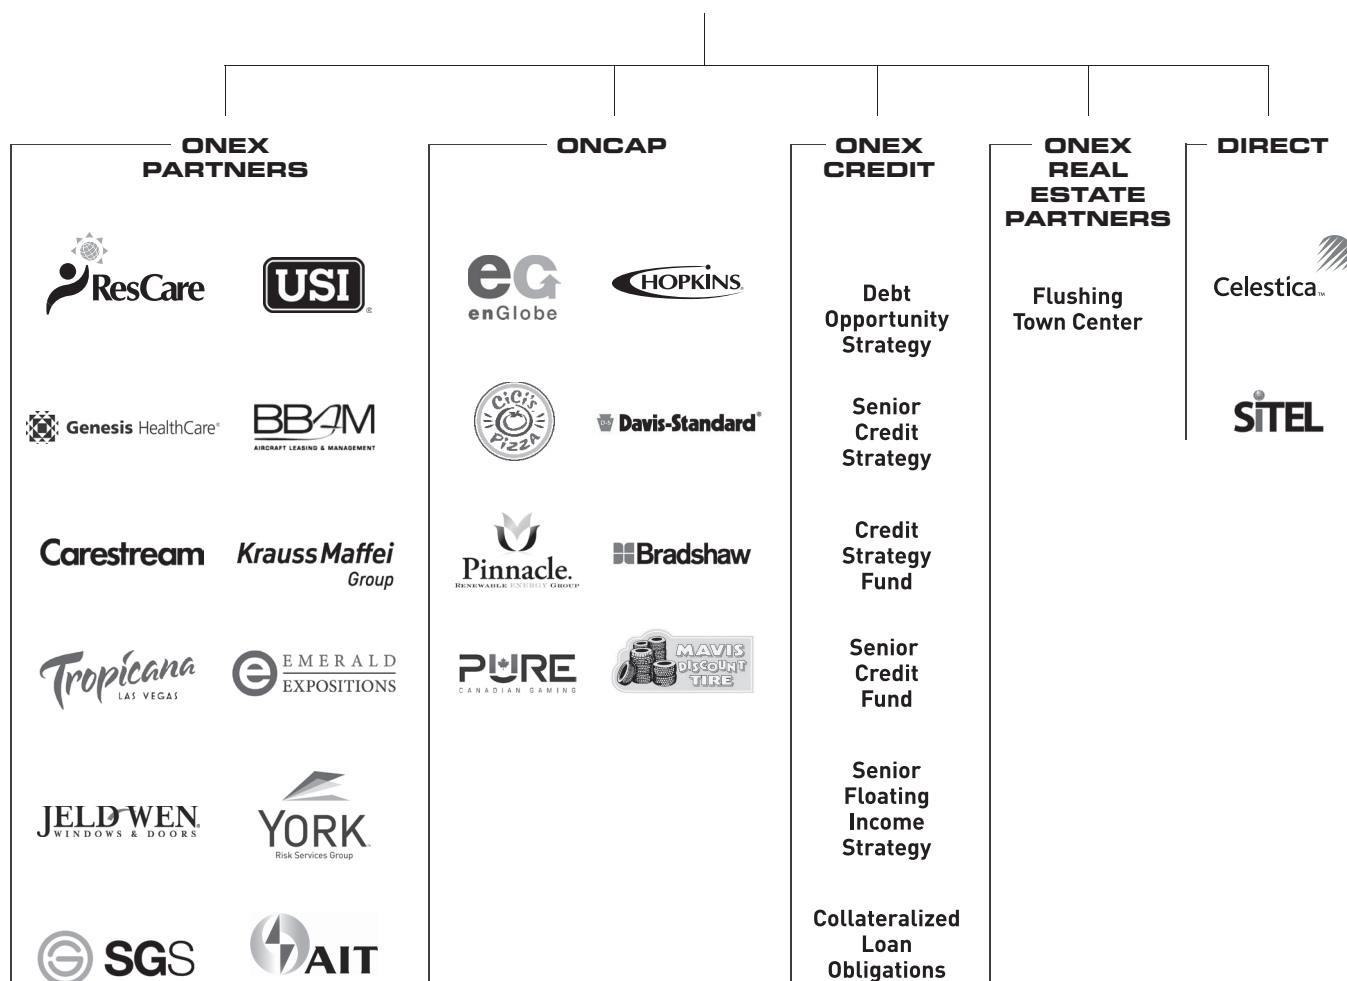 ONEX
PARTNERS
ResCare
USI
®
Genesis HealthCare®
BBAM
AIRCRAFT LEASING & MANAGEMENT
Carestream
KraussMaffei
Group
Tropicana
LAS VEGAS
e
EMERALD
EXPOSITIONS
JELD-WEN®
WINDOWS & DOORS
YORK
Risk Services Group
SGS
AIT
ONCAP
eG
enGlobe
HOPKINS®
CiCi's
Pizza
D-S
Davis-Standard®
Pinnacle.
RENEWABLE ENERGY GROUP
Bradshaw
PURE
CANADIAN GAMING
MAVIS
DISCOUNT
TIRE
ONEX
CREDIT
Debt
Opportunity
Strategy
Senior
Credit
Strategy
Credit
Strategy
Fund
Senior
Credit
Fund
Senior
Floating
Income
Strategy
Collateralized
Loan
Obligations
ONEX
REAL
ESTATE
PARTNERS
Flushing
Town Center
DIRECT
Celestica™
SiTEL